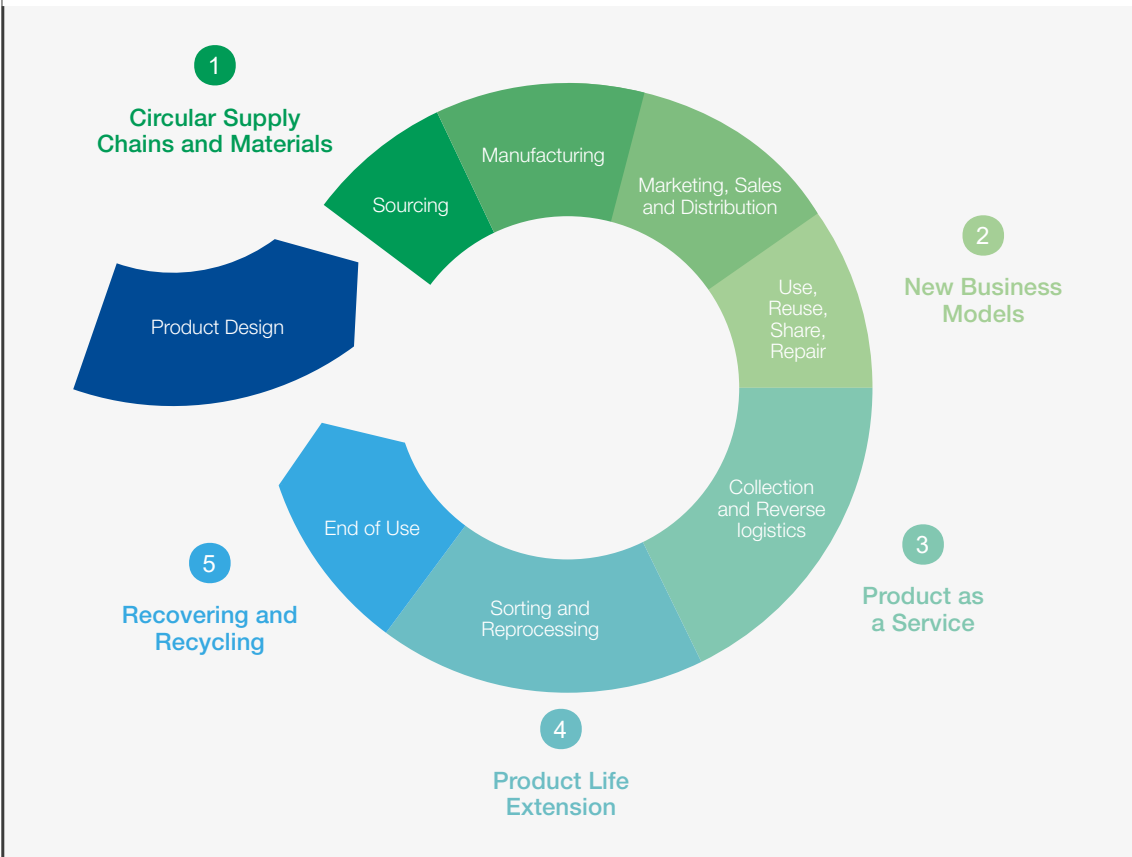 1
Circular Supply
Chains and Materials
Sourcing
Manufacturing
Marketing, Sales
and Distribution
2
New Business
Models
Use,
Reuse,
Share,
Repair
Product Design
Collection
and Reverse
logistics
3
Product as
a Service
End of Use
5
Recovering and
Recycling
Sorting and
Reprocessing
4
Product Life
Extension